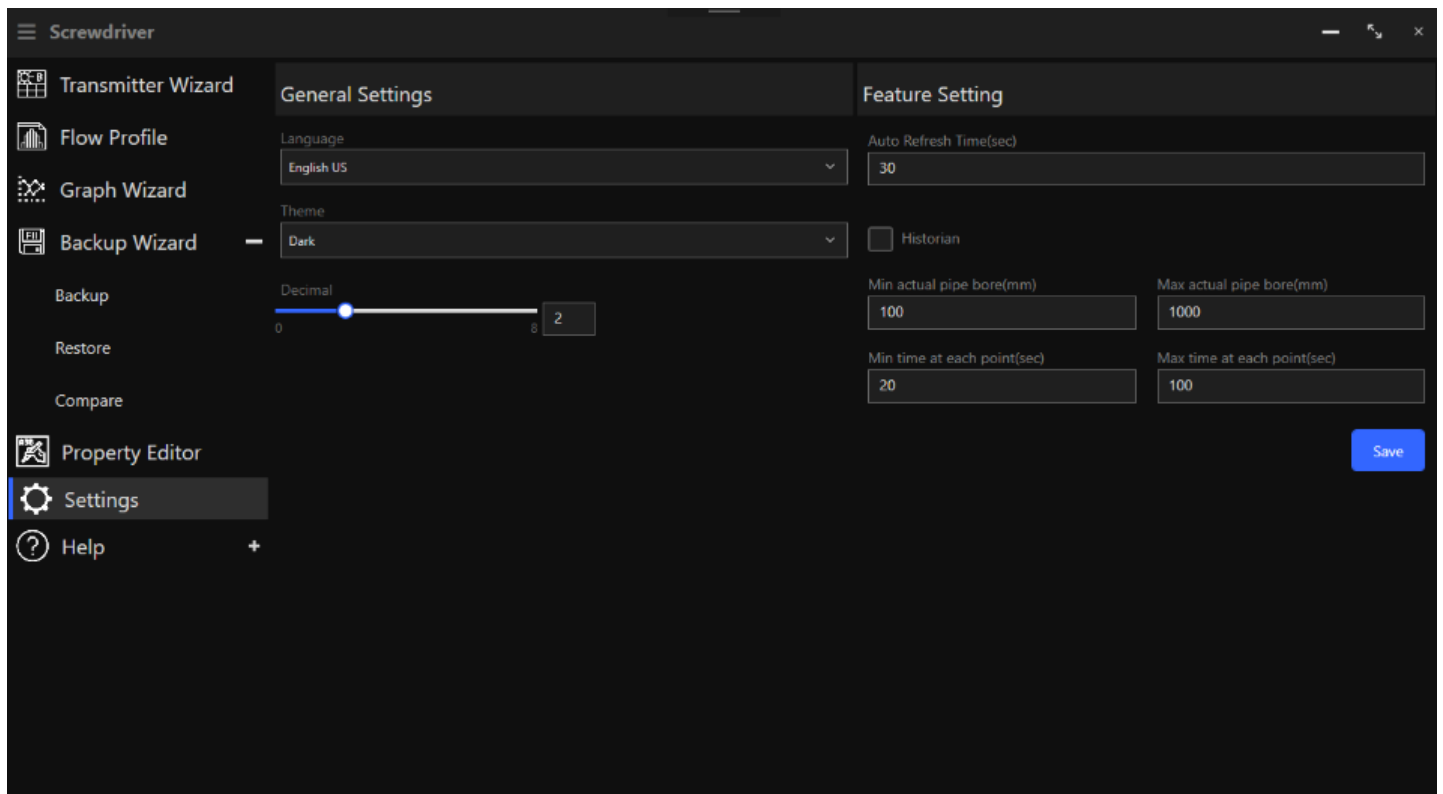 Screwdriver
Transmitter Wizard
Flow Profile
Graph Wizard
Backup Wizard
Backup
Restore
Compare
Property Editor
Settings
Help
General Settings
Language
English US
Theme
Dark
Decimal
0 8 2
Feature Setting
Auto Refresh Time(sec)
30
Historian
Min actual pipe bore(mm) Max actual pipe bore(mm)
100 1000
Min time at each point(sec) Max time at each point(sec)
20 100
Save